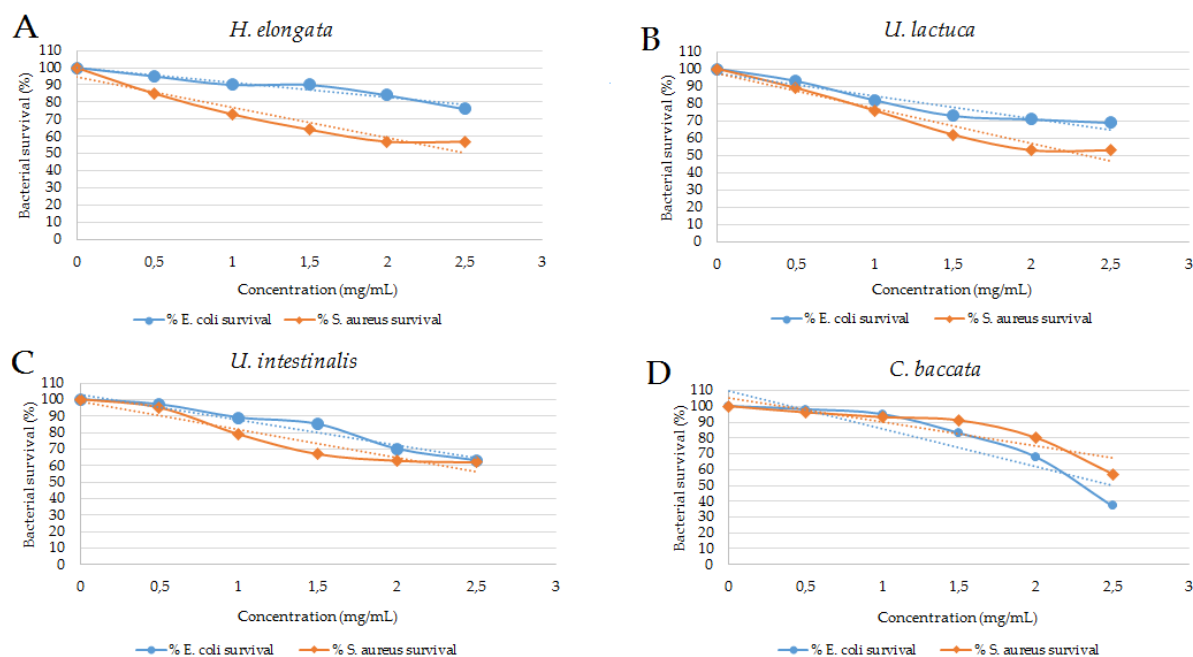 A
H. elongata
Bacterial survival (%)
110
100
90
80
70
60
50
40
30
20
10
0
0 0,5 1 1,5 2 2,5 3
Concentration (mg/mL)
% E. coli survival % S. aureus survival
B
U. lactuca
Bacterial survival (%)
110
100
90
80
70
60
50
40
30
20
10
0
0 0,5 1 1,5 2 2,5 3
Concentration (mg/mL)
% E. coli survival % S. aureus survival
C
U. intestinalis
Bacterial survival (%)
110
100
90
80
70
60
50
40
30
20
10
0
0 0,5 1 1,5 2 2,5 3
Concentration (mg/mL)
% E. coli survival % S. aureus survival
D
C. baccata
Bacterial survival (%)
110
100
90
80
70
60
50
40
30
20
10
0
0 0,5 1 1,5 2 2,5 3
Concentration (mg/mL)
% E. coli survival % S. aureus survival